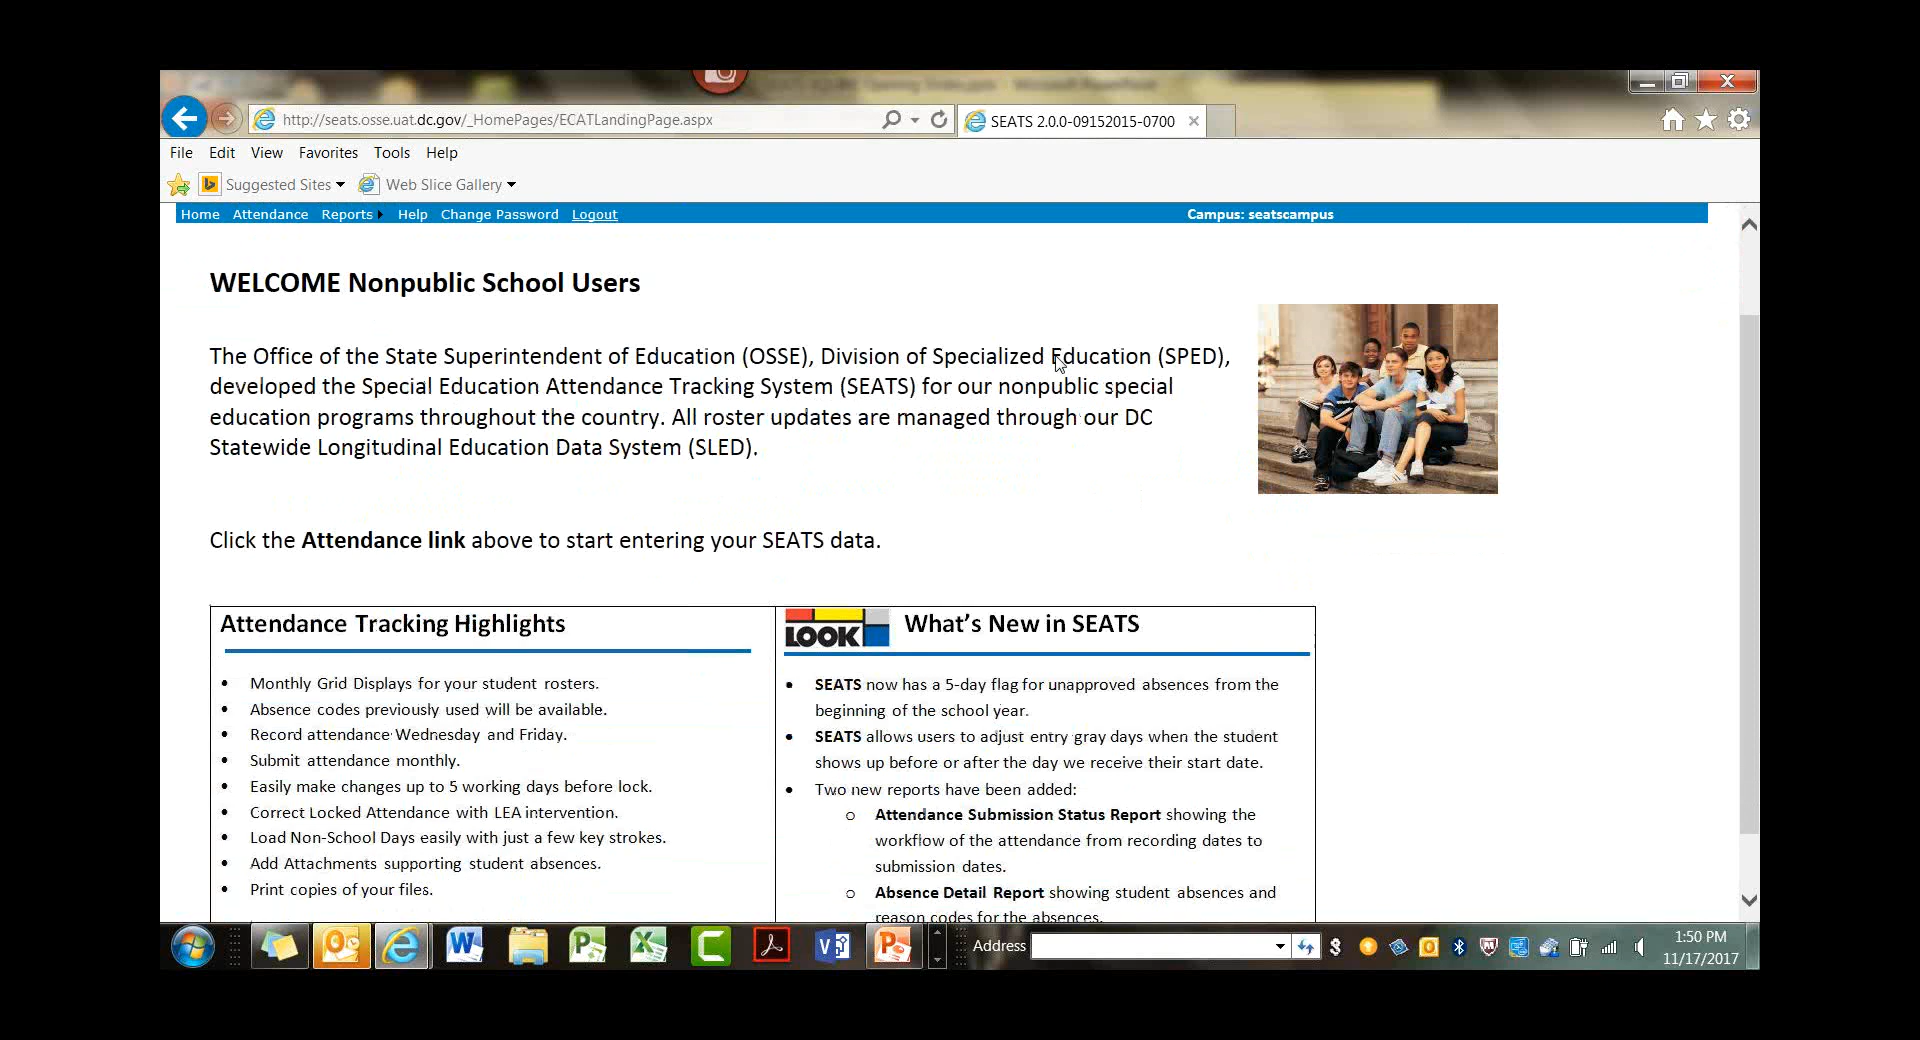 http://seats.osse.uat.dc.gov/_HomePages/ECATLandingPage.aspx
SEATS 2.0.0-09152015-0700
File Edit View Favorites Tools Help
Suggested Sites Web Slice Gallery
Home Attendance Reports Help Change Password Logout Campus: seatscampus
WELCOME Nonpublic School Users
The Office of the State Superintendent of Education (OSSE), Division of Specialized Education (SPED),
developed the Special Education Attendance Tracking System (SEATS) for our nonpublic special
education programs throughout the country. All roster updates are managed through our DC
Statewide Longitudinal Education Data System (SLED).
Click the Attendance link above to start entering your SEATS data.
Attendance Tracking Highlights
• Monthly Grid Displays for your student rosters.
• Absence codes previously used will be available.
• Record attendance Wednesday and Friday.
• Submit attendance monthly.
• Easily make changes up to 5 working days before lock.
• Correct Locked Attendance with LEA intervention.
• Load Non-School Days easily with just a few key strokes.
• Add Attachments supporting student absences.
• Print copies of your files.
LOOK What's New in SEATS
• SEATS now has a 5-day flag for unapproved absences from the
beginning of the school year.
• SEATS allows users to adjust entry gray days when the student
shows up before or after the day we receive their start date.
• Two new reports have been added:
o Attendance Submission Status Report showing the
workflow of the attendance from recording dates to
submission dates.
o Absence Detail Report showing student absences and
reason codes for the absences.
Address
1:50 PM
11/17/2017